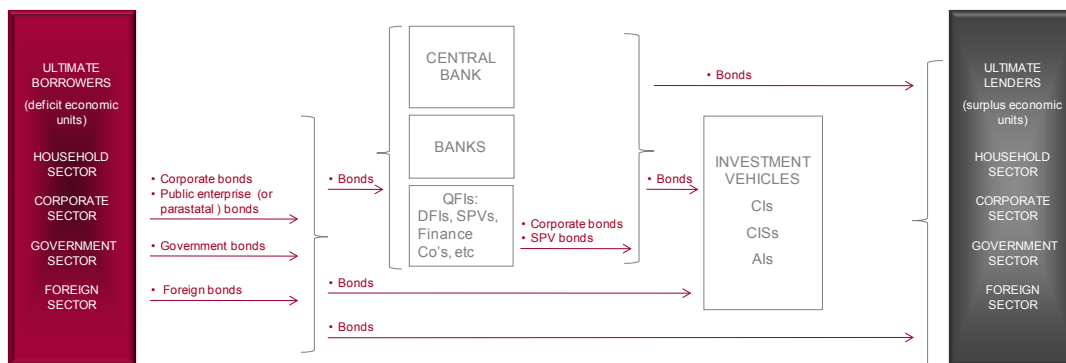 ULTIMATE
BORROWERS
(deficit economic
units)
HOUSEHOLD
SECTOR
CORPORATE
SECTOR
GOVERNMENT
SECTOR
FOREIGN
SECTOR
• Corporate bonds
• Public enterprise (or
parastatal ) bonds
• Government bonds
• Foreign bonds
• Bonds
• Bonds
• Bonds
CENTRAL
BANK
BANKS
QFIs:
DFIs, SPVs,
Finance
Co's, etc
• Corporate bonds
• SPV bonds
• Bonds
• Bonds
INVESTMENT
VEHICLES
CIs
CISs
AIs
ULTIMATE
LENDERS
(surplus economic
units)
HOUSEHOLD
SECTOR
CORPORATE
SECTOR
GOVERNMENT
SECTOR
FOREIGN
SECTOR